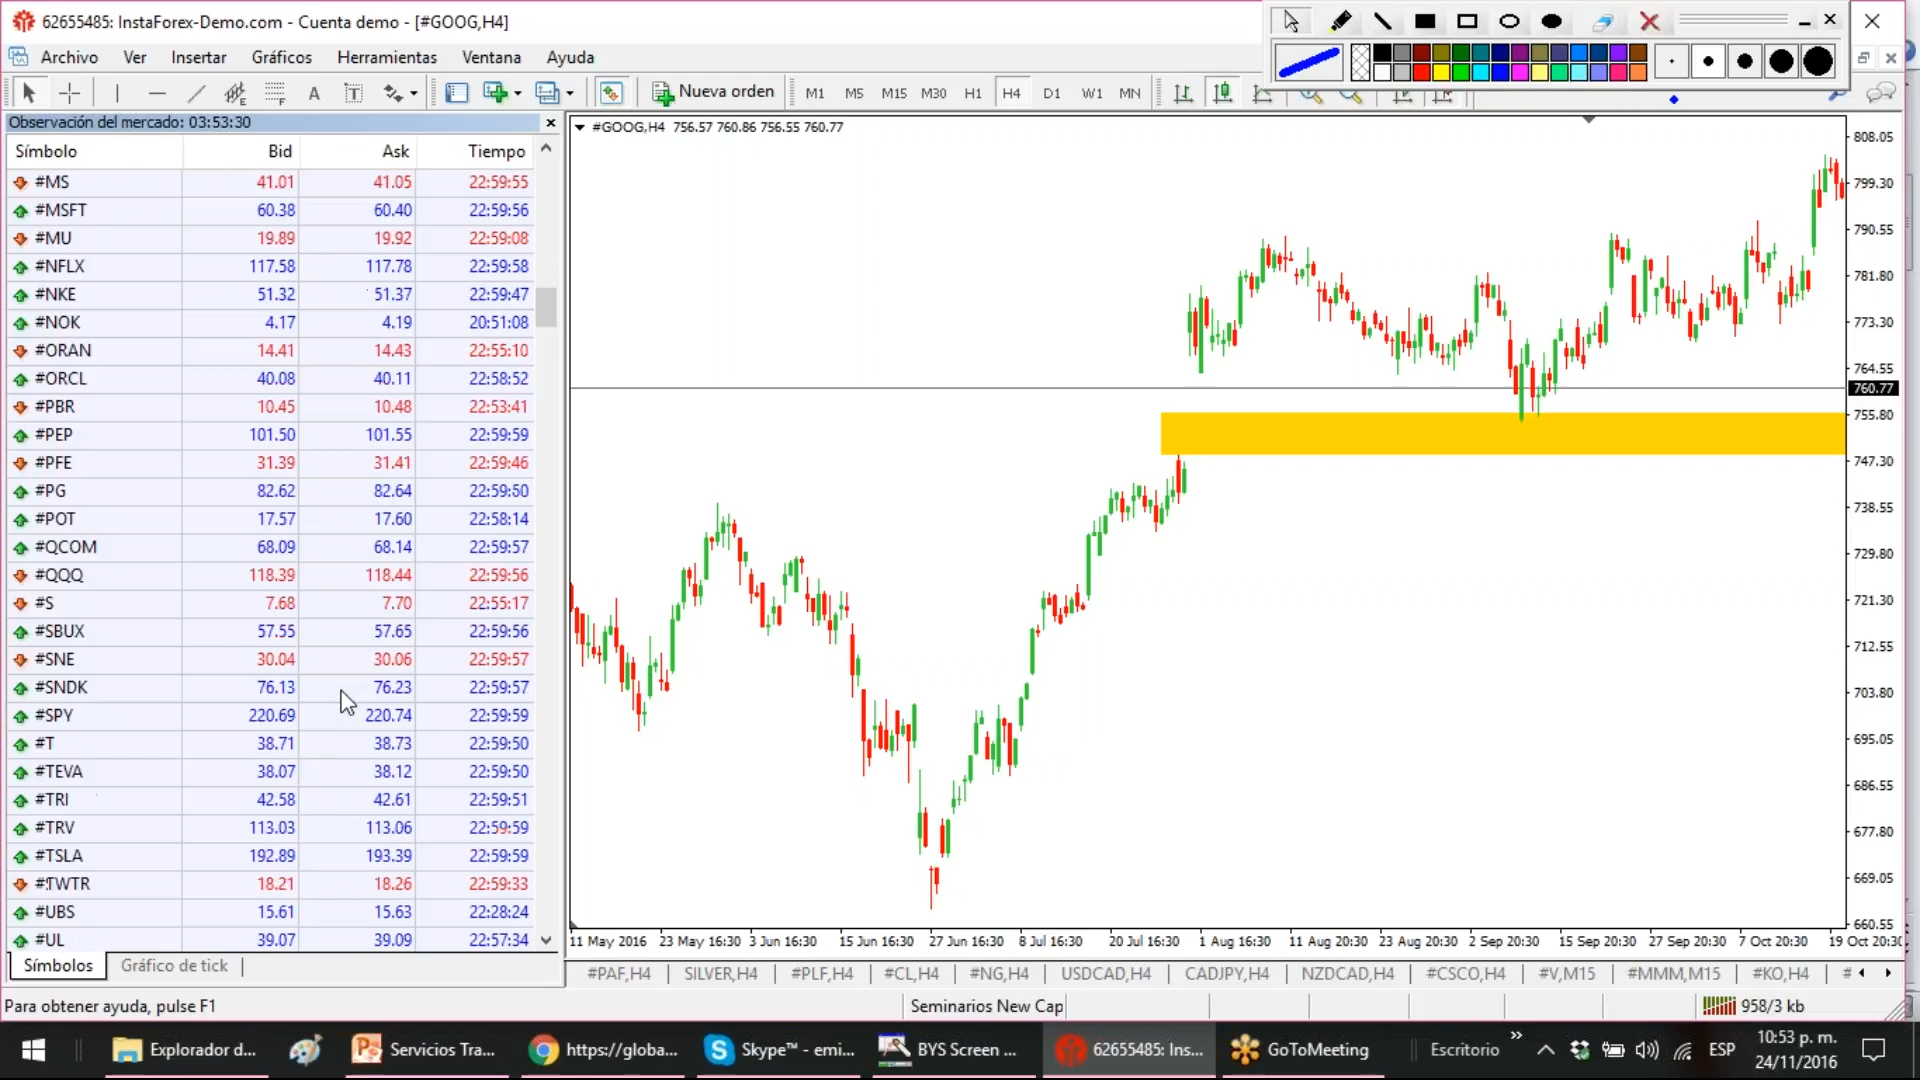 62655485: InstaForex-Demo.com - Cuenta demo - [#GOOG,H4]
Archivo Ver Insertar Gráficos Herramientas Ventana Ayuda
A T Nueva orden M1 M5 M15 M30 H1 H4 D1 W1 MN
Observación del mercado: 03:53:30
Símbolo Bid Ask Tiempo
#MS 41.01 41.05 22:59:55
#MSFT 60.38 60.40 22:59:56
#MU 19.89 19.92 22:59:08
#NFLX 117.58 117.78 22:59:58
#NKE 51.32 51.37 22:59:47
#NOK 4.17 4.19 20:51:08
#ORAN 14.41 14.43 22:55:10
#ORCL 40.08 40.11 22:58:52
#PBR 10.45 10.48 22:53:41
#PEP 101.50 101.55 22:59:59
#PFE 31.39 31.41 22:59:46
#PG 82.62 82.64 22:59:50
#POT 17.57 17.60 22:58:14
#QCOM 68.09 68.14 22:59:57
#QQQ 118.39 118.44 22:59:56
#S 7.68 7.70 22:55:17
#SBUX 57.55 57.65 22:59:56
#SNE 30.04 30.06 22:59:57
#SNDK 76.13 76.23 22:59:57
#SPY 220.69 220.74 22:59:59
#T 38.71 38.73 22:59:50
#TEVA 38.07 38.12 22:59:50
#TRI 42.58 42.61 22:59:51
#TRV 113.03 113.06 22:59:59
#TSLA 192.89 193.39 22:59:59
#TWTR 18.21 18.26 22:59:33
#UBS 15.61 15.63 22:28:24
#UL 39.07 39.09 22:57:34
Símbolos Gráfico de tick
#GOOG,H4 756.57 760.86 756.55 760.77
808.05
799.30
790.55
781.80
773.30
764.55
760.77
755.80
747.30
738.55
729.80
721.30
712.55
703.80
695.05
686.55
677.80
669.05
660.55
11 May 2016 23 May 16:30 3 Jun 16:30 15 Jun 16:30 27 Jun 16:30 8 Jul 16:30 20 Jul 16:30 1 Aug 16:30 11 Aug 20:30 23 Aug 20:30 2 Sep 20:30 15 Sep 20:30 27 Sep 20:30 7 Oct 20:30 19 Oct 20:30
#PAF,H4 SILVER,H4 #PLF,H4 #CL,H4 #NG,H4 USDCAD,H4 CADJPY,H4 NZDCAD,H4 #CSCO,H4 #V,M15 #MMM,M15 #KO,H4 #
Para obtener ayuda, pulse F1 Seminarios New Cap 958/3 kb
Explorador d... Servicios Tra... https://globa... Skype™ - emi... BYS Screen ... 62655485: Ins... GoToMeeting Escritorio ESP 10:53 p. m.
24/11/2016